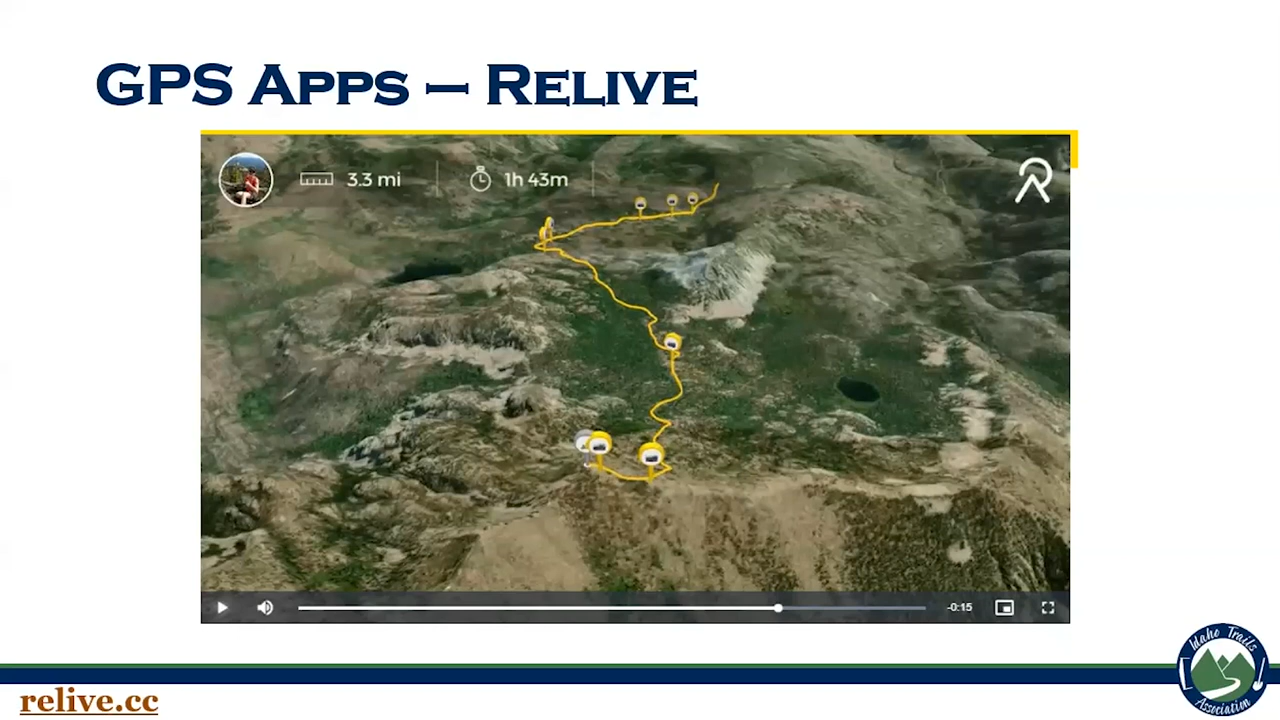 GPS Apps – Relive
3.3 mi
1h 43m
-0:15
relive.cc
Idaho Trails
Association